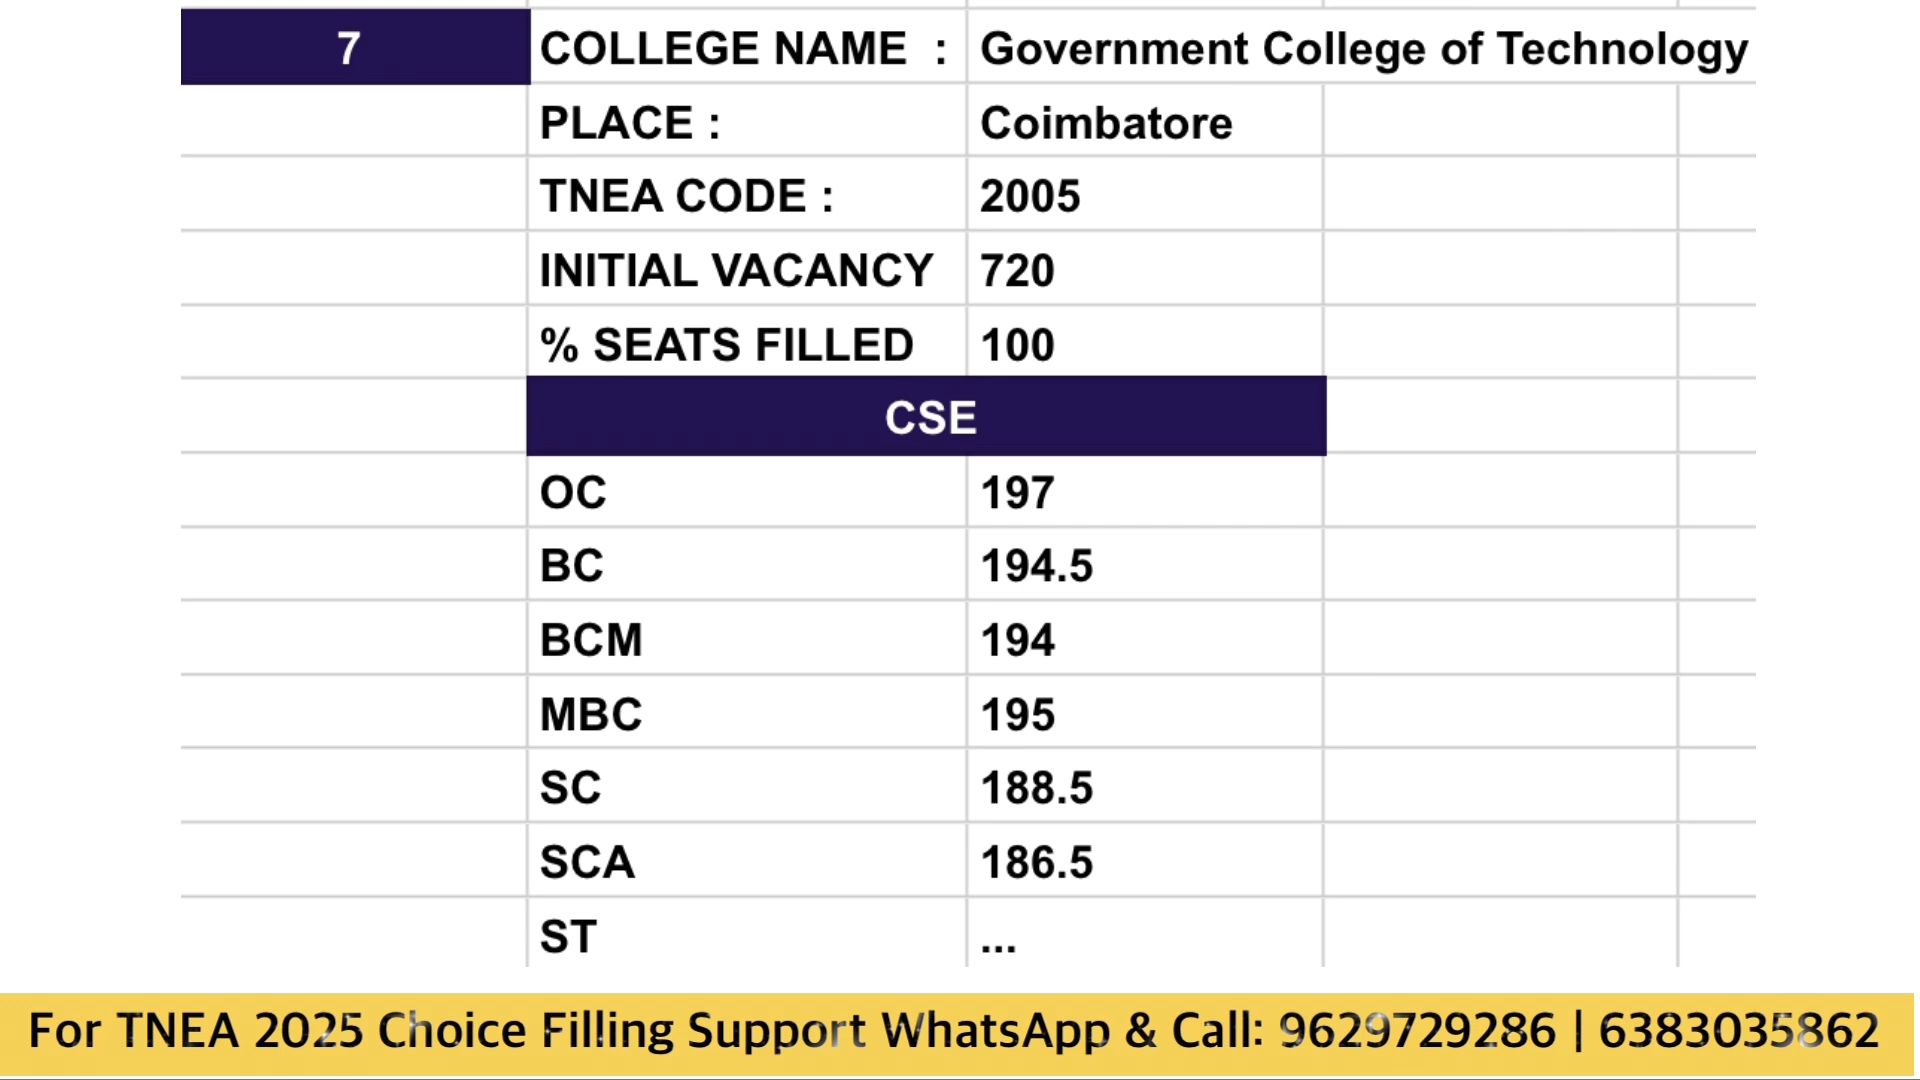 7 COLLEGE NAME : Government College of Technology
PLACE : Coimbatore
TNEA CODE : 2005
INITIAL VACANCY 720
% SEATS FILLED 100
CSE
OC 197
BC 194.5
BCM 194
MBC 195
SC 188.5
SCA 186.5
ST ...
For TNEA 2025 Choice Filling Support WhatsApp & Call: 9629729286 | 6383035862